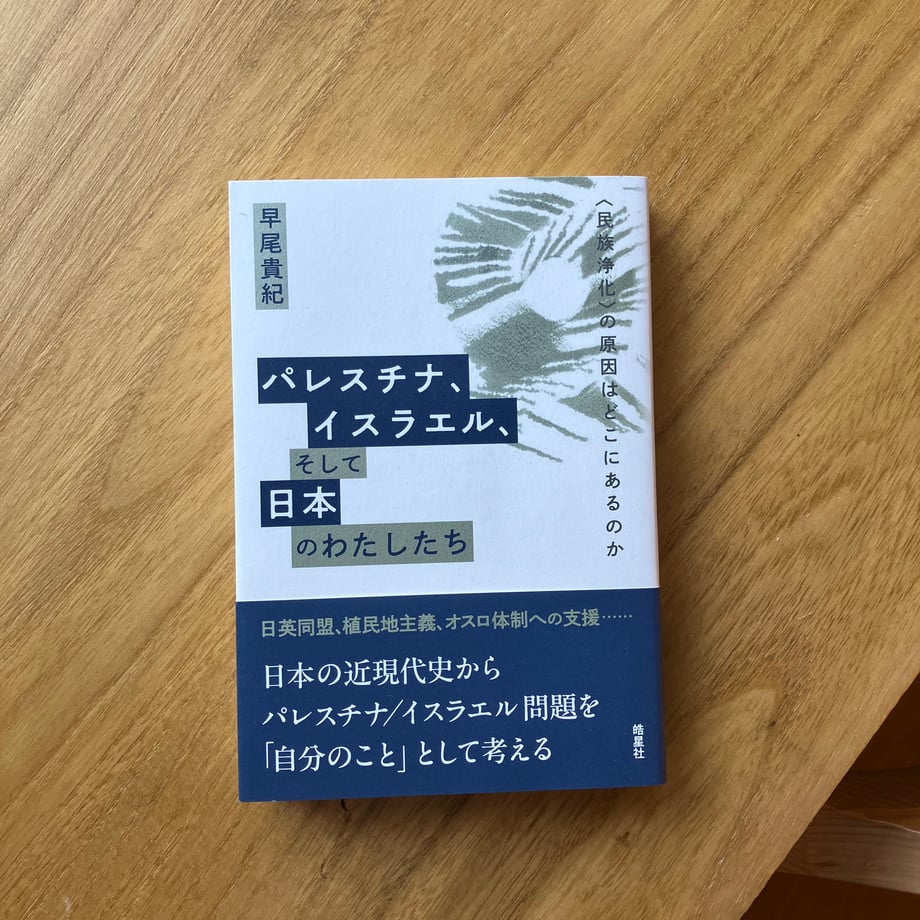 早尾貴紀
〈民族浄化〉の原因はどこにあるのか
パレスチナ、
イスラエル、
そして
日本
のわたしたち
日英同盟、植民地主義、オスロ体制への支援……
日本の近現代史から
パレスチナ/イスラエル問題を
「自分のこと」として考える
皓星社